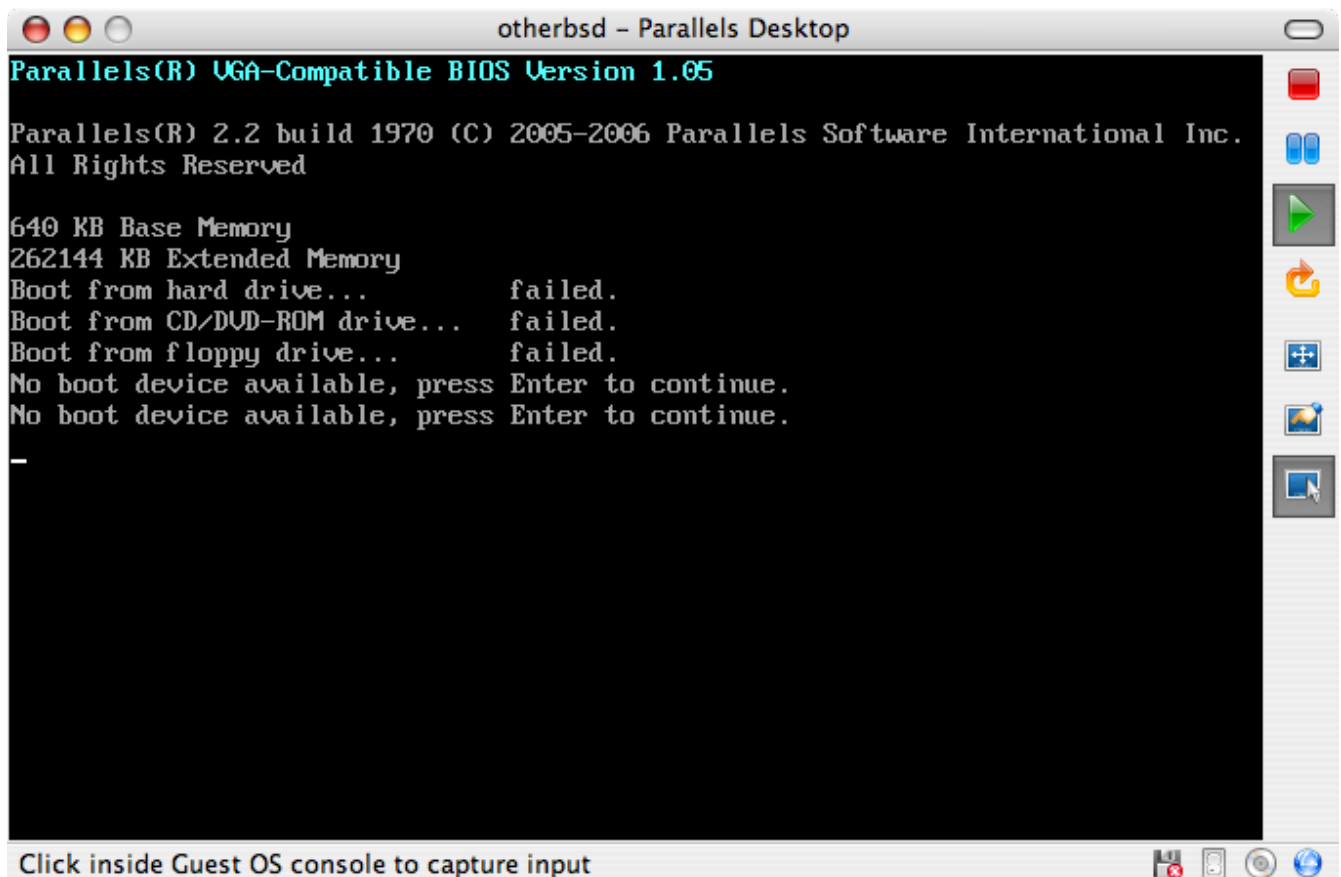 otherbsd – Parallels Desktop
Parallels(R) VGA-Compatible BIOS Version 1.05
Parallels(R) 2.2 build 1970 (C) 2005-2006 Parallels Software International Inc.
All Rights Reserved
640 KB Base Memory
262144 KB Extended Memory
Boot from hard drive... failed.
Boot from CD/DVD-ROM drive... failed.
Boot from floppy drive... failed.
No boot device available, press Enter to continue.
No boot device available, press Enter to continue.
Click inside Guest OS console to capture input